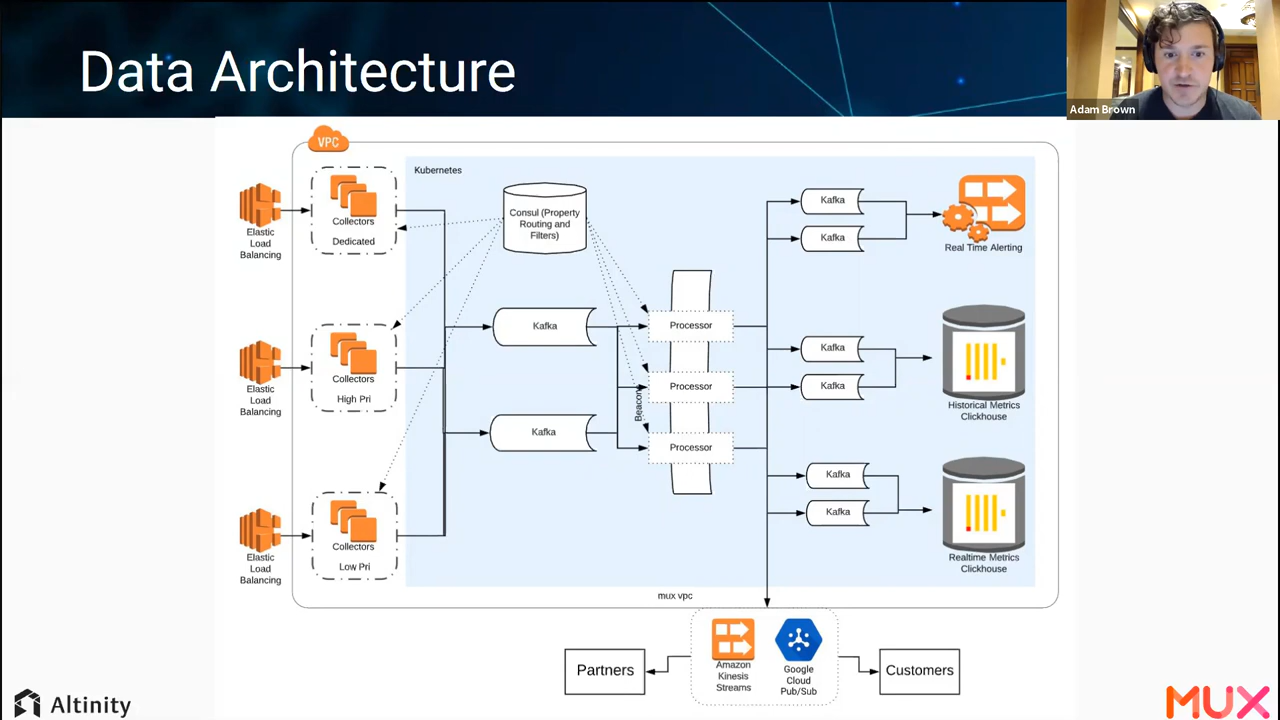 Data Architecture
Adam Brown
VPC
Kubernetes
Elastic
Load
Balancing
Collectors
Dedicated
Consul (Property
Routing and
Filters)
Kafka
Kafka
Real Time Alerting
Elastic
Load
Balancing
Collectors
High Pri
Kafka
Kafka
Processor
Processor
Processor
Beacon
Kafka
Kafka
Historical Metrics
Clickhouse
Elastic
Load
Balancing
Collectors
Low Pri
Kafka
Kafka
Realtime Metrics
Clickhouse
mux vpc
Partners
Amazon
Kinesis
Streams
Google
Cloud
Pub/Sub
Customers
Altinity
MUX